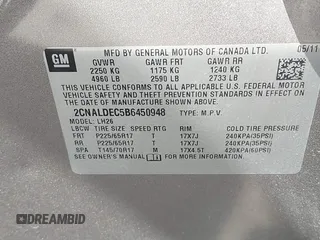 GM
MFD BY GENERAL MOTORS OF CANADA LTD. 05/11
GVWR GAWR FRT GAWR RR
2250 KG 1175 KG 1240 KG
4960 LB 2590 LB 2733 LB
THIS VEHICLE CONFORMS TO ALL APPLICABLE U.S. FEDERAL MOTOR
VEHICLE SAFETY AND THEFT PREVENTION STANDARDS IN
EFFECT ON THE DATE OF MANUFACTURE SHOWN ABOVE.
2CNALDEC5B6450948 TYPE: M.P.V.
MODEL: LH26
TIRE SIZE SPEED RTG RIM COLD TIRE PRESSURE
FRT P225/65R17 T 17X7J 240KPA(35PSI)
RR P225/65R17 T 17X7J 240KPA(35PSI)
SPA T145/70R17 M 17X4.5T 420KPA(60PSI)
SEE OWNER'S MANUAL FOR MORE INFORMATION.
AUTOBIDMASTER